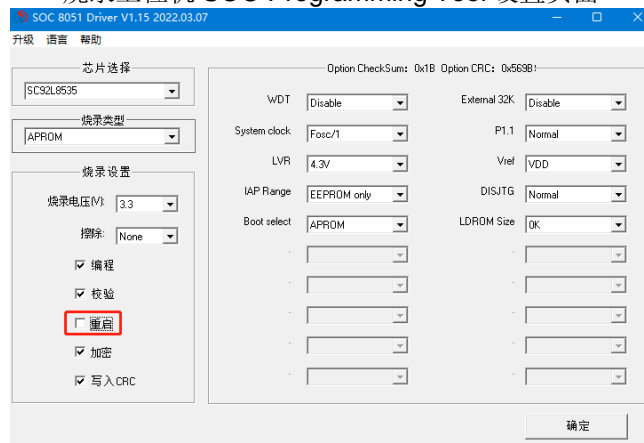 SOC 8051 Driver V1.15 2022.03.07
升级 语言 帮助
芯片选择
SC92L8535
烧录类型
APROM
烧录设置
烧录电压(V): 3.3
擦除: None
编程
校验
重启
加密
写入CRC
Option CheckSum: 0x1B Option CRC: 0x569B!
WDT Disable External 32K Disable
System clock Fosc/1 P1.1 Normal
LVR 4.3V Vref VDD
IAP Range EEPROM only DISJTG Normal
Boot select APROM LDROM Size 0K
- -
- -
- -
- -
- -
确定